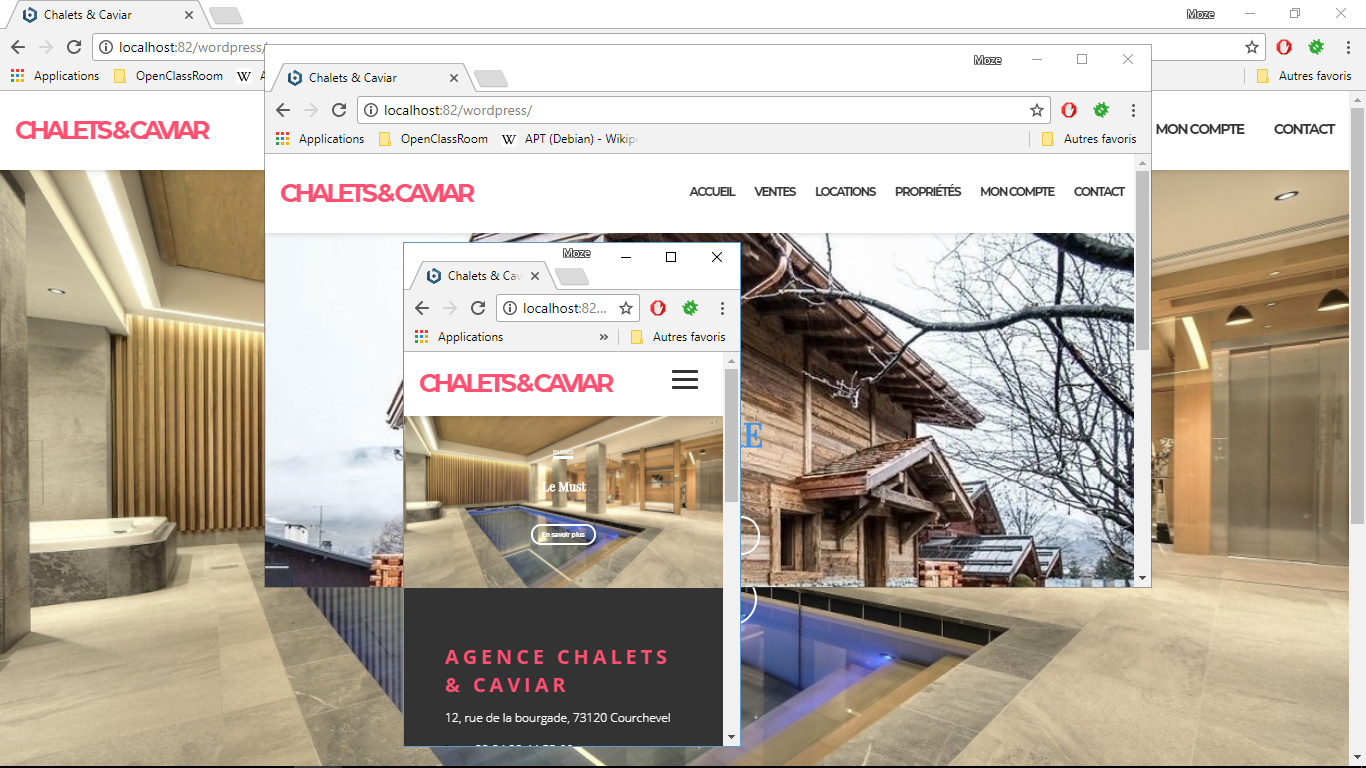 Chalets & Caviar
Moze
localhost:82/wordpress/
Applications
OpenClassRoom
W
Autres favoris
CHALETS & CAVIAR
MON COMPTE
CONTACT
Chalets & Caviar
Moze
localhost:82/wordpress/
Applications
OpenClassRoom
W APT (Debian) - Wikip
Autres favoris
CHALETS & CAVIAR
ACCUEIL VENTES LOCATIONS PROPRIÉTÉS MON COMPTE CONTACT
E
Moze
Chalets & Cav
localhost:82...
Applications
»
Autres favoris
CHALETS & CAVIAR
Le Must
En savoir plus
AGENCE CHALETS
& CAVIAR
12, rue de la bourgade, 73120 Courchevel